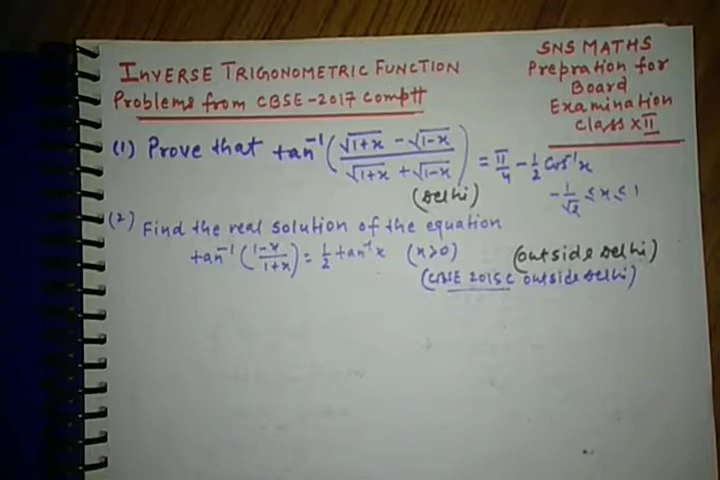 INVERSE TRIGONOMETRIC FUNCTION
Problems from CBSE-2017 Comptt
SNS MATHS
Prepration for
Board
Examination
Class XII
(1) Prove that tan⁻¹((√1+x − √1−x)/(√1+x + √1−x)) = π/4 − 1/2 Cos⁻¹x
(Delhi) −1/√2 ≤ x ≤ 1
(2) Find the real solution of the equation
tan⁻¹((1−x)/(1+x)) = 1/2 tan⁻¹x (x>0) (outside Delhi)
(CBSE 2015C outside Delhi)